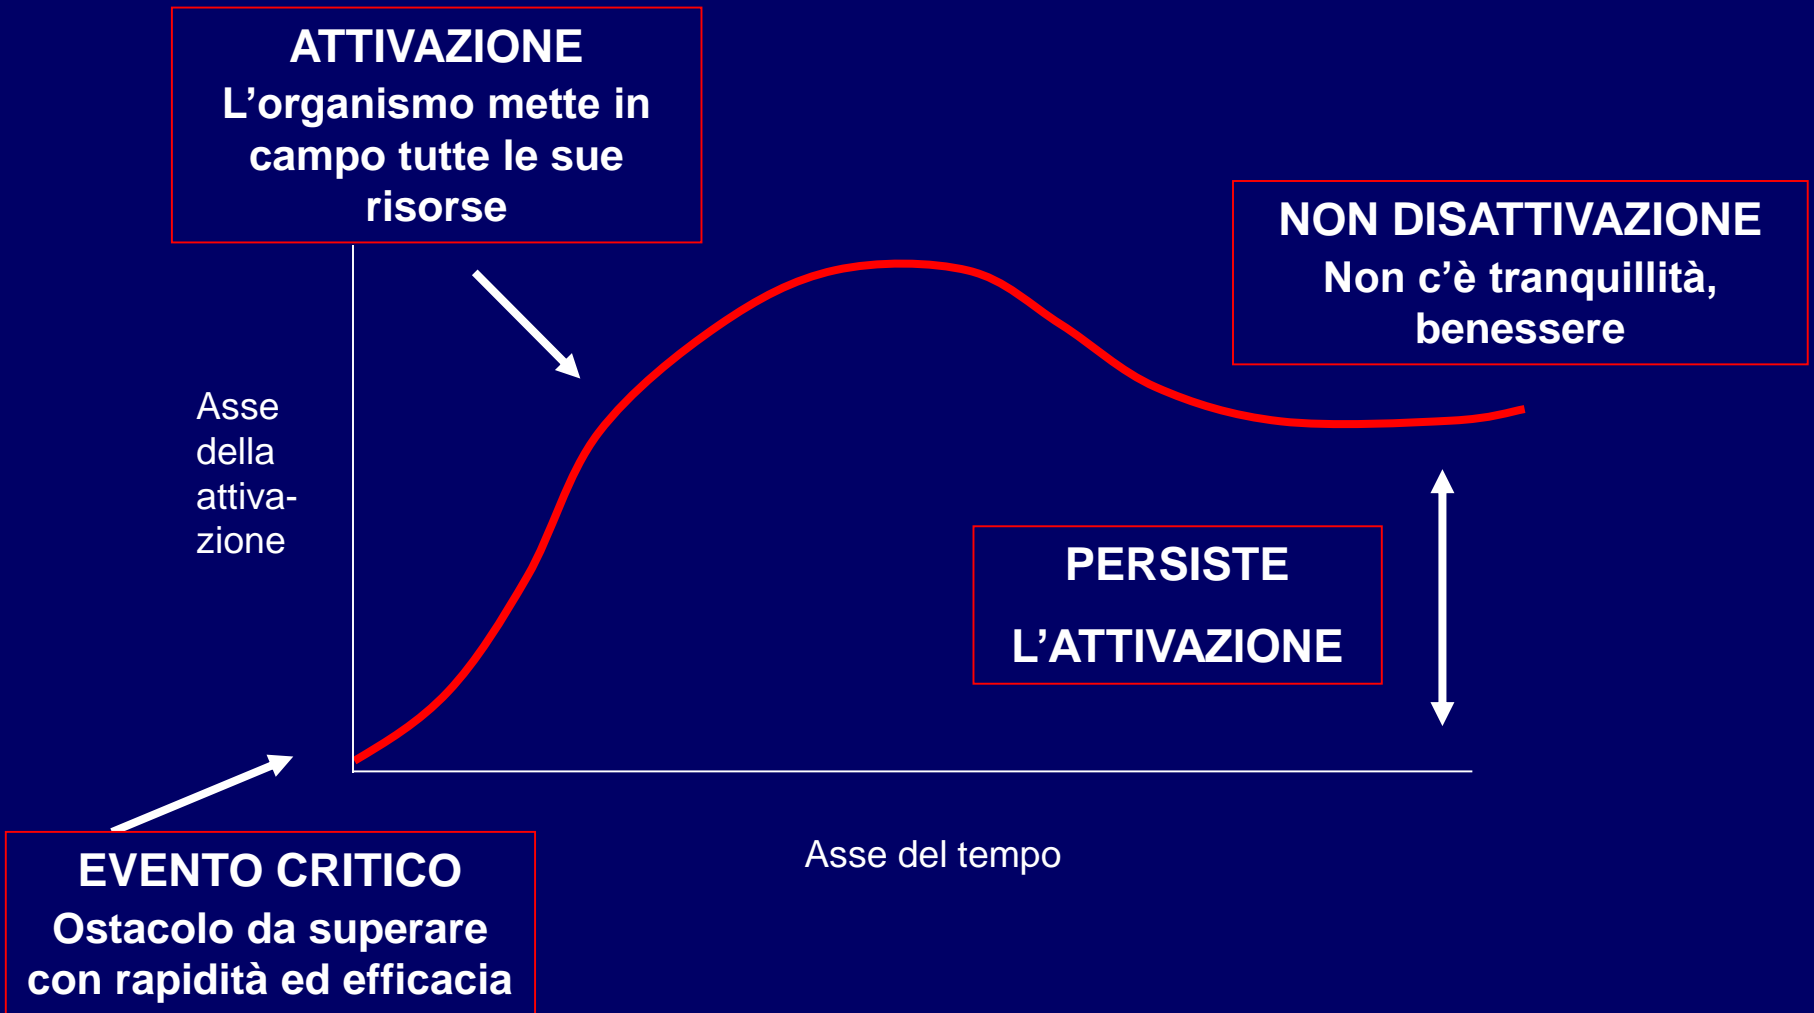 ATTIVAZIONE
L’organismo mette in
campo tutte le sue
risorse
NON DISATTIVAZIONE
Non c’è tranquillità,
benessere
Asse
della
attiva-
zione
PERSISTE
L’ATTIVAZIONE
Asse del tempo
EVENTO CRITICO
Ostacolo da superare
con rapidità ed efficacia